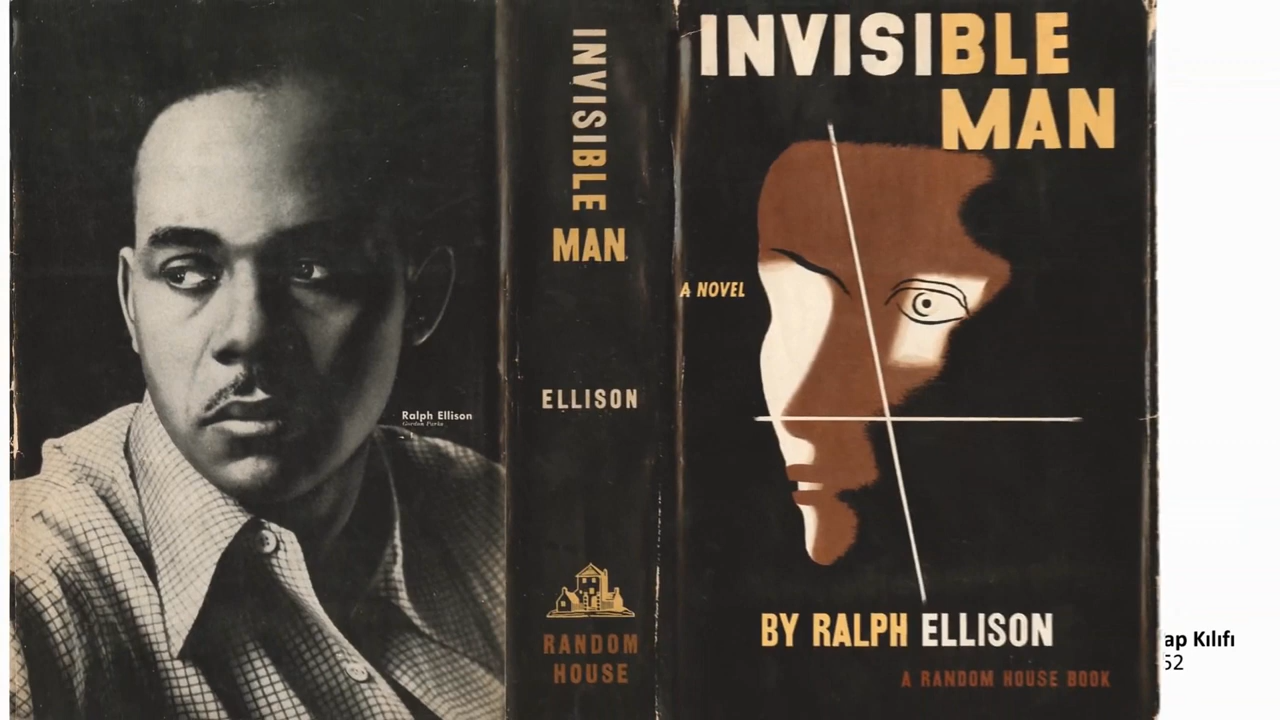 Ralph Ellison
Gordon Parks
INVISIBLE
MAN
ELLISON
RANDOM
HOUSE
INVISIBLE
MAN
A NOVEL
BY RALPH ELLISON
A RANDOM HOUSE BOOK
ap Kılıfı
52